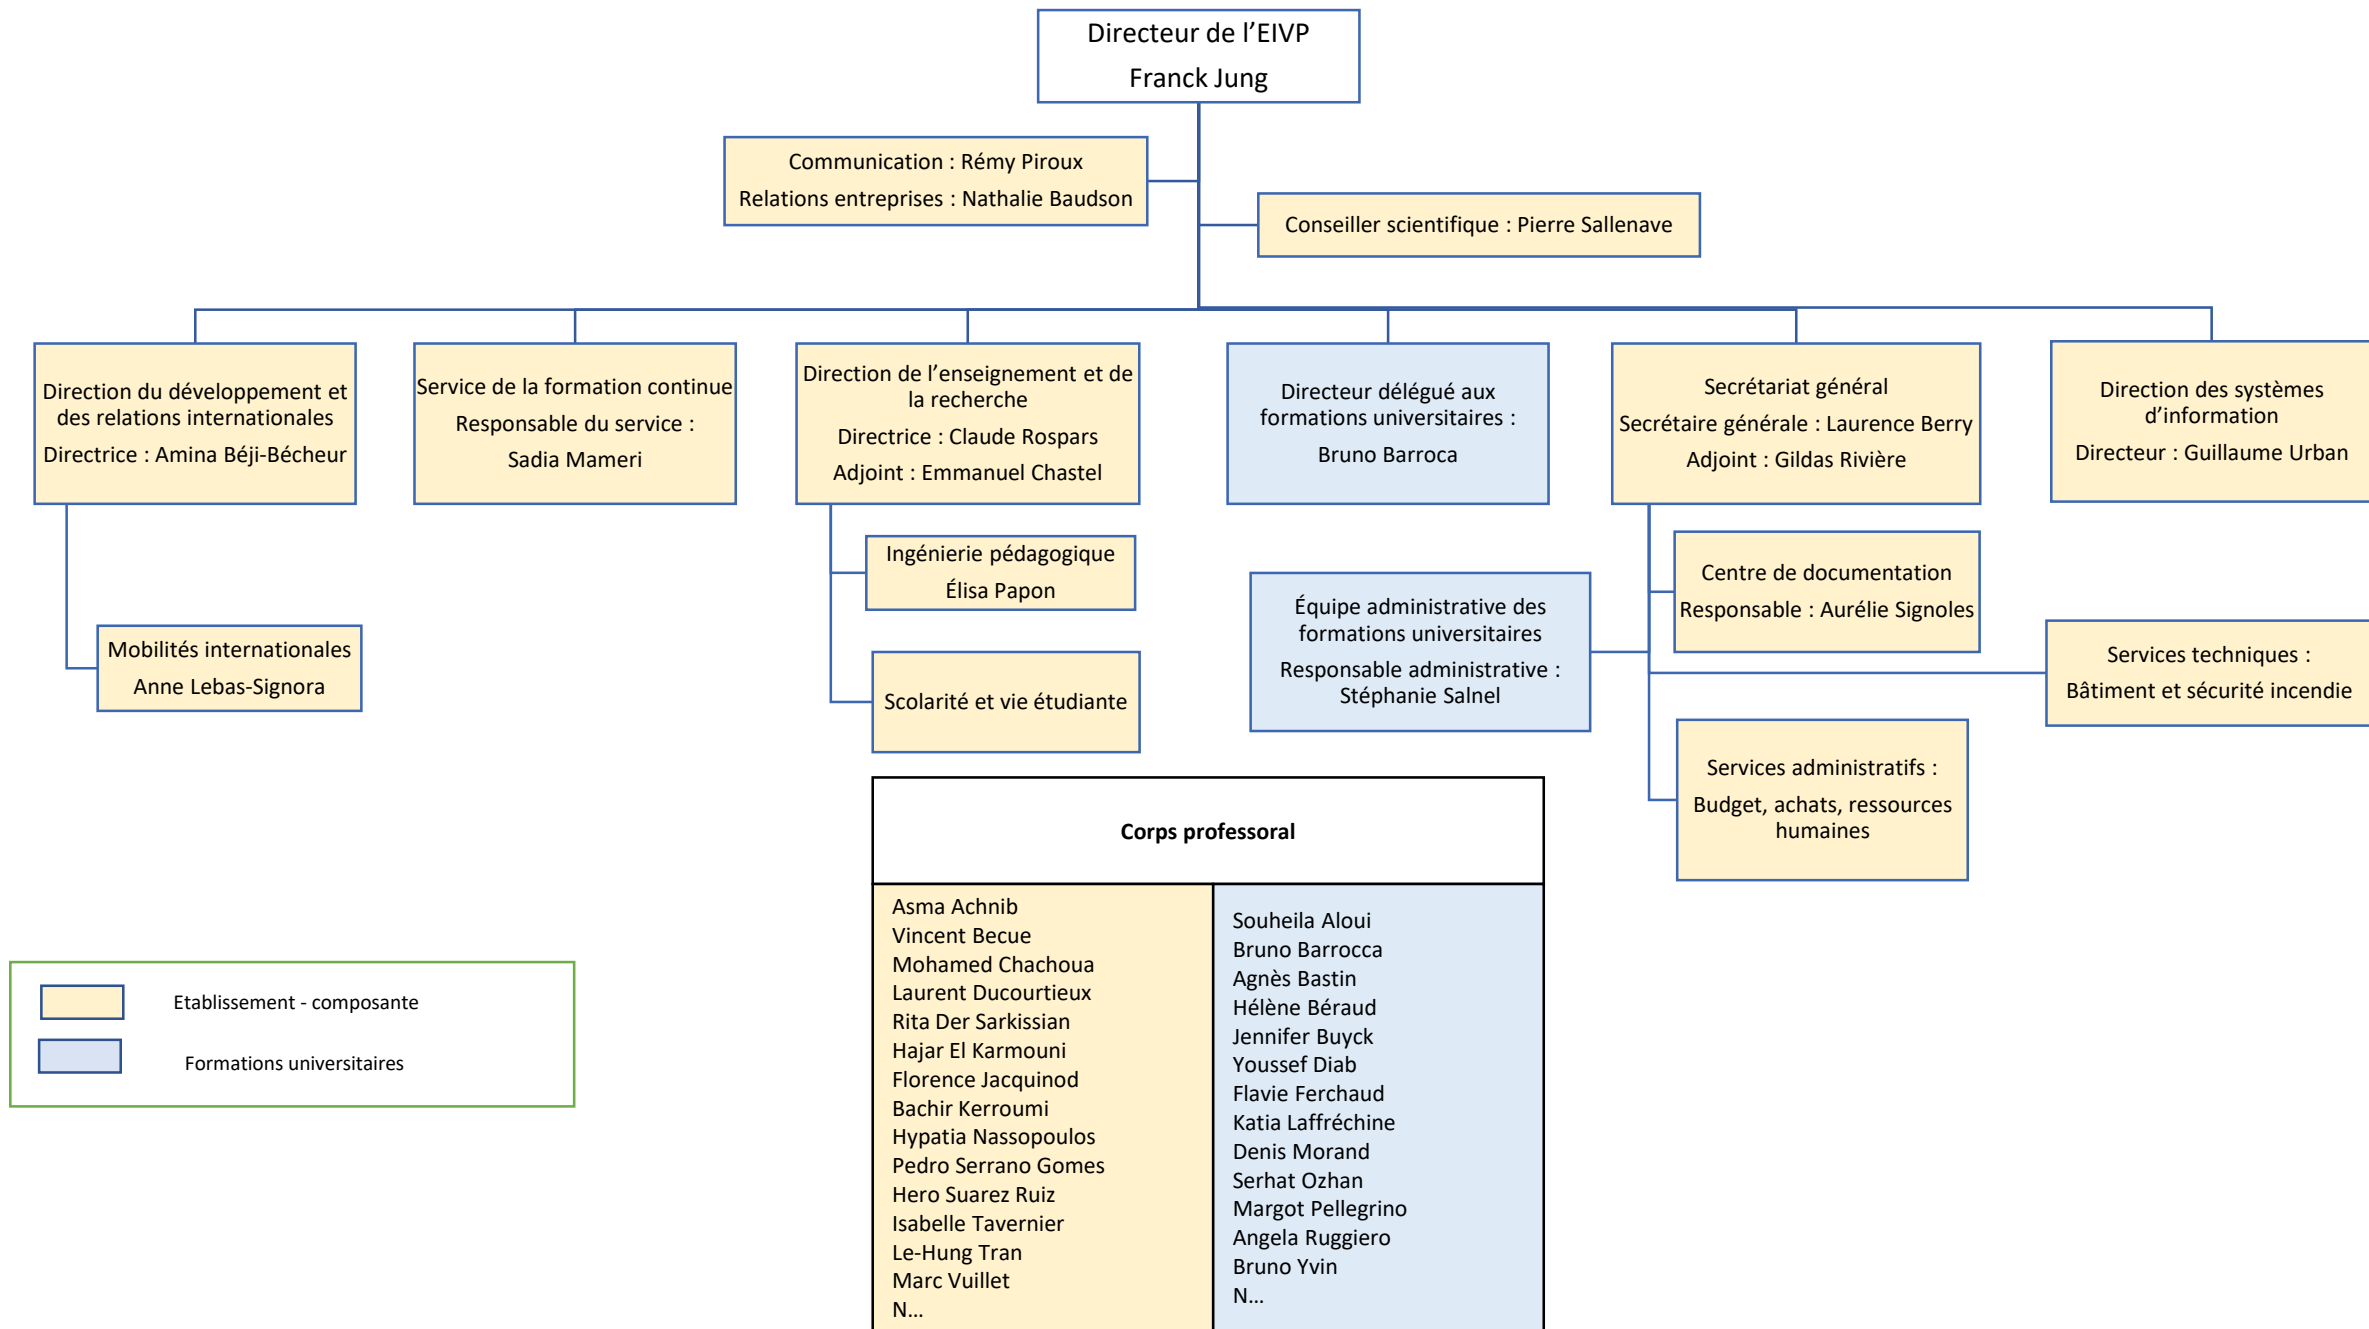 Directeur de l’EIVP
Franck Jung
Communication : Rémy Piroux
Relations entreprises : Nathalie Baudson
Conseiller scientifique : Pierre Sallenave
Direction du développement et
des relations internationales
Directrice : Amina Béji-Bécheur
Service de la formation continue
Responsable du service :
Sadia Mameri
Direction de l’enseignement et de
la recherche
Directrice : Claude Rospars
Adjoint : Emmanuel Chastel
Directeur délégué aux
formations universitaires :
Bruno Barroca
Secrétariat général
Secrétaire générale : Laurence Berry
Adjoint : Gildas Rivière
Direction des systèmes
d’information
Directeur : Guillaume Urban
Mobilités internationales
Anne Lebas-Signora
Ingénierie pédagogique
Élisa Papon
Scolarité et vie étudiante
Équipe administrative des
formations universitaires
Responsable administrative :
Stéphanie Salnel
Centre de documentation
Responsable : Aurélie Signoles
Services techniques :
Bâtiment et sécurité incendie
Services administratifs :
Budget, achats, ressources
humaines
Corps professoral
Asma Achnib
Vincent Becue
Mohamed Chachoua
Laurent Ducourtieux
Rita Der Sarkissian
Hajar El Karmouni
Florence Jacquinod
Bachir Kerroumi
Hypatia Nassopoulos
Pedro Serrano Gomes
Hero Suarez Ruiz
Isabelle Tavernier
Le-Hung Tran
Marc Vuillet
N…
Souheila Aloui
Bruno Barrocca
Agnès Bastin
Hélène Béraud
Jennifer Buyck
Youssef Diab
Flavie Ferchaud
Katia Laffréchine
Denis Morand
Serhat Ozhan
Margot Pellegrino
Angela Ruggiero
Bruno Yvin
N…
Etablissement - composante
Formations universitaires